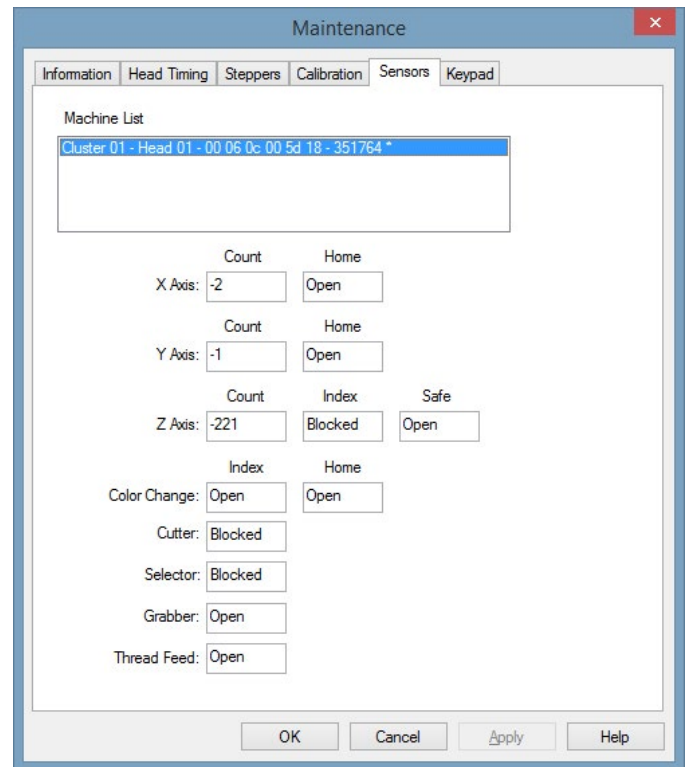 Maintenance
Information Head Timing Steppers Calibration Sensors Keypad
Machine List
Cluster 01 - Head 01 - 00 06 0c 00 5d 18 - 351764 *
Count Home
X Axis: -2 Open
Count Home
Y Axis: -1 Open
Count Index Safe
Z Axis: -221 Blocked Open
Index Home
Color Change: Open Open
Cutter: Blocked
Selector: Blocked
Grabber: Open
Thread Feed: Open
OK Cancel Apply Help